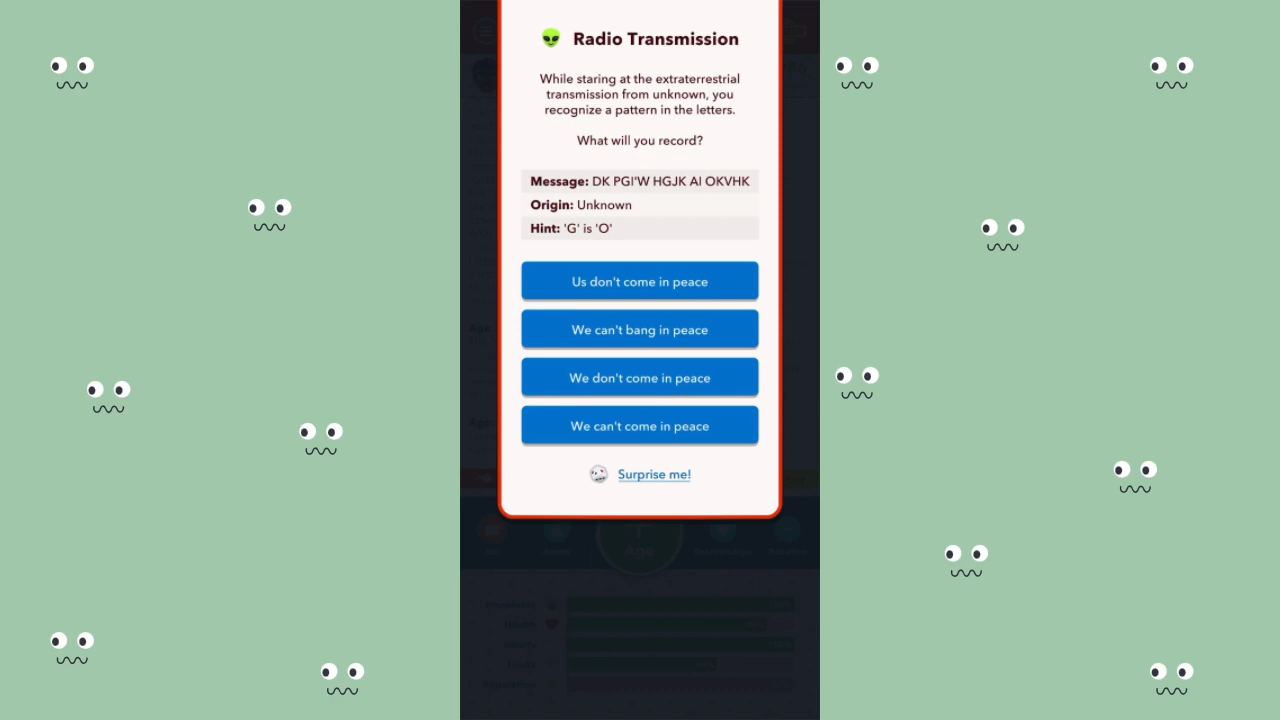 Radio Transmission
While staring at the extraterrestrial
transmission from unknown, you
recognize a pattern in the letters.
What will you record?
Message: DK PGI'W HGJK AI OKVHK
Origin: Unknown
Hint: 'G' is 'O'
Us don't come in peace
We can't bang in peace
We don't come in peace
We can't come in peace
Surprise me!
Age